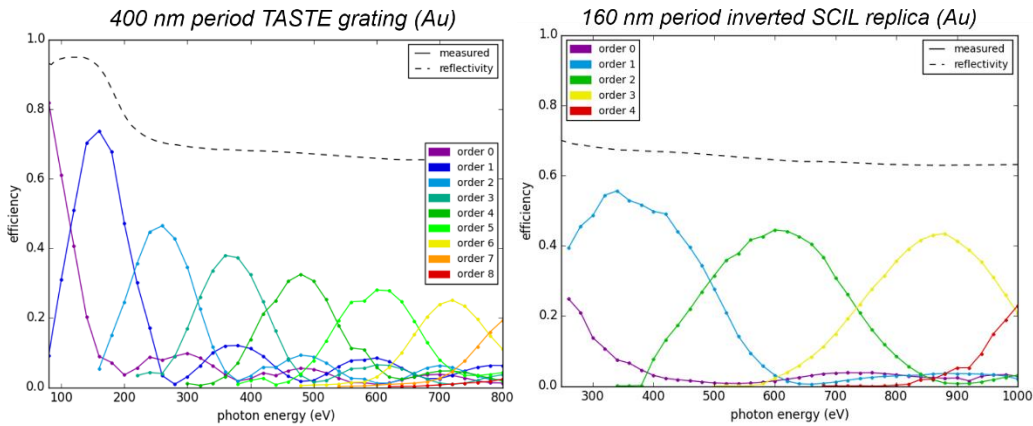 400 nm period TASTE grating (Au)
1.0
0.8
0.6
0.4
0.2
0.0
efficiency
measured
reflectivity
order 0
order 1
order 2
order 3
order 4
order 5
order 6
order 7
order 8
100 200 300 400 500 600 700 800
photon energy (eV)
160 nm period inverted SCIL replica (Au)
1.0
0.8
0.6
0.4
0.2
0.0
efficiency
order 0
order 1
order 2
order 3
order 4
measured
reflectivity
300 400 500 600 700 800 900 1000
photon energy (eV)